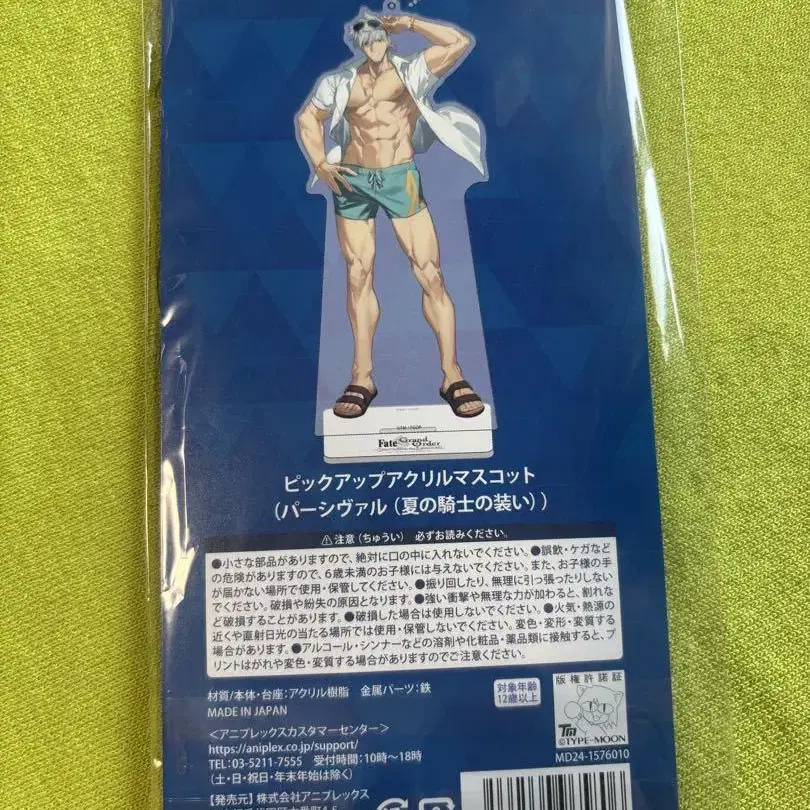 Fate Grand Order
ピックアップアクリルマスコット
(パーシヴァル(夏の騎士の装い))
⚠注意(ちゅうい) 必ずお読みください。
●小さな部品がありますので、絶対に口の中に入れないでください。●誤飲・ケガなど
の危険がありますので、6歳未満のお子様には与えないでください。また、お子様の手
が届かない場所で使用・保管してください。●振り回したり、無理に引っ張ったりしない
でください。破損や紛失の原因となります。●強い衝撃や無理な力が加わると、割れな
ど破損することがあります。●破損した場合は使用しないでください。●火気・熱源の
近くや直射日光の当たる場所では使用・保管しないでください。変色・変形・変質する
場合があります。●アルコール・シンナーなどの溶剤や化粧品・薬品類に接触すると、プ
リントはがれや変色・変質する場合がありますのでご注意ください。
材質/本体・台座:アクリル樹脂 金属パーツ:鉄
MADE IN JAPAN
対象年齢
12歳以上
版権許諾証
TM
©TYPE-MOON
MD24-1576010
<アニプレックスカスタマーセンター>
https://aniplex.co.jp/support/
TEL:03-5211-7555 受付時間:10時~18時
(土・日・祝日・年末年始は除く)
【発売元】株式会社アニプレックス